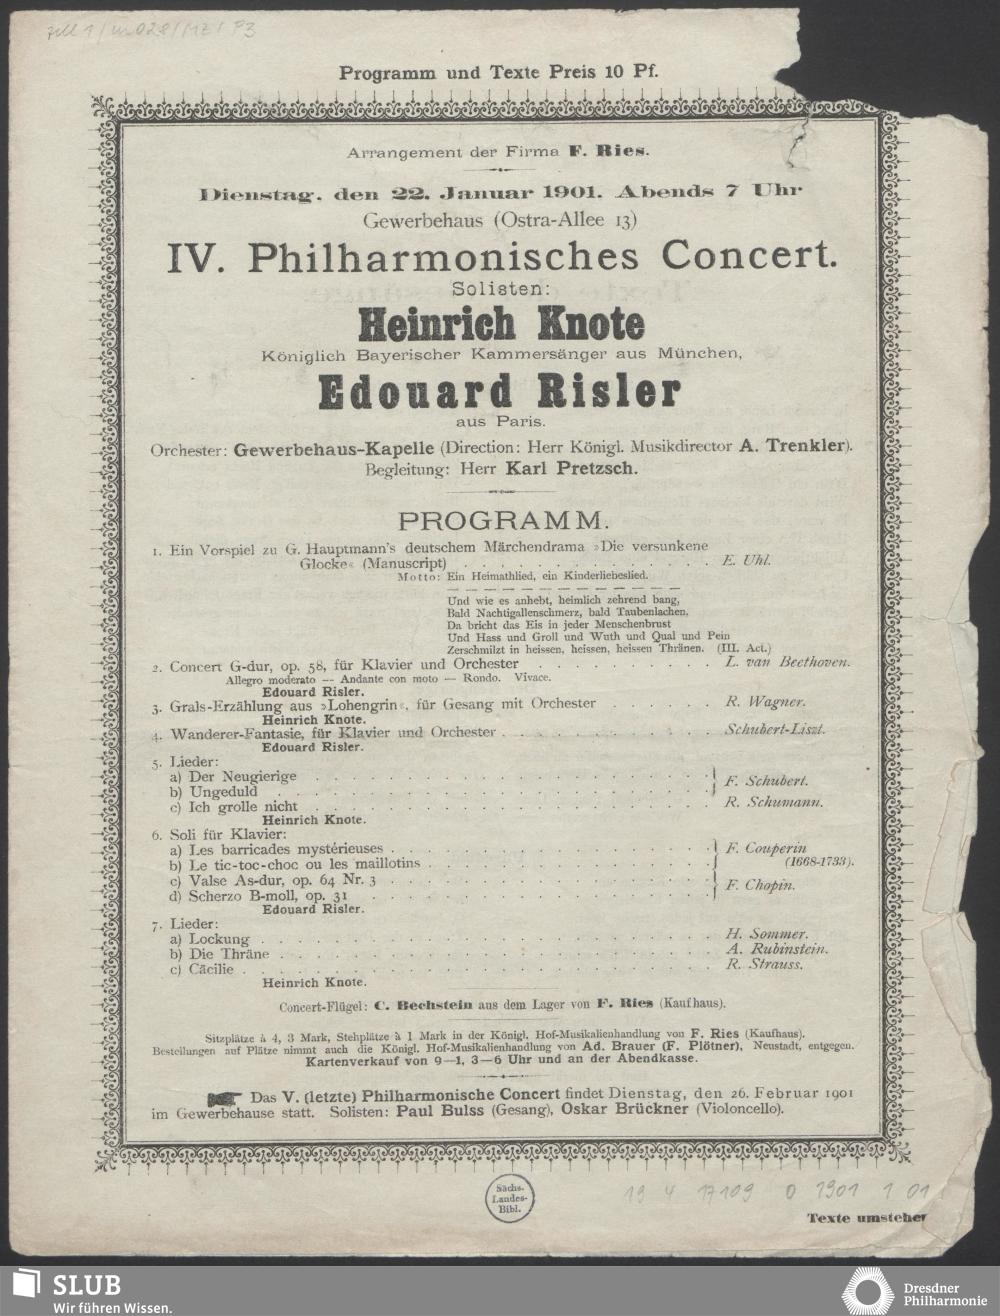 Programm und Texte Preis 10 Pf.
Arrangement der Firma F. Ries.
Dienstag, den 22. Januar 1901. Abends 7 Uhr
Gewerbehaus (Ostra-Allee 13)
IV. Philharmonisches Concert.
Solisten:
Heinrich Knote
Königlich Bayerischer Kammersänger aus München,
Edouard Risler
aus Paris.
Orchester: Gewerbehaus-Kapelle (Direction: Herr Königl. Musikdirector A. Trenkler).
Begleitung: Herr Karl Pretzsch.
PROGRAMM.
1. Ein Vorspiel zu G. Hauptmann's deutschem Märchendrama »Die versunkene
Glocke« (Manuscript) . . . . . . . . . . . . . . E. Uhl.
Motto: Ein Heimathlied, ein Kinderliebeslied.
— — — — — — — — — — — — — — —
Und wie es anhebt, heimlich zehrend bang,
Bald Nachtigallenschmerz, bald Taubenlachen,
Da bricht das Eis in jeder Menschenbrust
Und Hass und Groll und Wuth und Qual und Pein
Zerschmilzt in heissen, heissen, heissen Thränen. (III. Act.)
2. Concert G-dur, op. 58, für Klavier und Orchester . . . . . . . . . L. van Beethoven.
Allegro moderato — Andante con moto — Rondo. Vivace.
Edouard Risler.
3. Grals-Erzählung aus »Lohengrin«, für Gesang mit Orchester . . . . . . R. Wagner.
Heinrich Knote.
4. Wanderer-Fantasie, für Klavier und Orchester . . . . . . . . . . . Schubert-Liszt.
Edouard Risler.
5. Lieder:
a) Der Neugierige . . . . . . . . . . . . . . . . . . . . } F. Schubert.
b) Ungeduld . . . . . . . . . . . . . . . . . . . . . . }
c) Ich grolle nicht . . . . . . . . . . . . . . . . . . . . R. Schumann.
Heinrich Knote.
6. Soli für Klavier:
a) Les barricades mystérieuses . . . . . . . . . . . . . . . . } F. Couperin
b) Le tic-toc-choc ou les maillotins . . . . . . . . . . . . . . } (1668-1733).
c) Valse As-dur, op. 64 Nr. 3 . . . . . . . . . . . . . . . . } F. Chopin.
d) Scherzo B-moll, op. 31 . . . . . . . . . . . . . . . . . }
Edouard Risler.
7. Lieder:
a) Lockung . . . . . . . . . . . . . . . . . . . . . . H. Sommer.
b) Die Thräne . . . . . . . . . . . . . . . . . . . . . A. Rubinstein.
c) Cäcilie . . . . . . . . . . . . . . . . . . . . . . . R. Strauss.
Heinrich Knote.
Concert-Flügel: C. Bechstein aus dem Lager von F. Ries (Kaufhaus).
Sitzplätze à 4, 3 Mark, Stehplätze à 1 Mark in der Königl. Hof-Musikalienhandlung von F. Ries (Kaufhaus).
Bestellungen auf Plätze nimmt auch die Königl. Hof-Musikalienhandlung von Ad. Brauer (F. Plötner), Neustadt, entgegen.
Kartenverkauf von 9—1, 3—6 Uhr und an der Abendkasse.
☛ Das V. (letzte) Philharmonische Concert findet Dienstag, den 26. Februar 1901
im Gewerbehause statt. Solisten: Paul Bulss (Gesang), Oskar Brückner (Violoncello).
Sächs.
Landes-
Bibl.
19 4 17109 0 1901 1 01
Texte umstehen
SLUB
Wir führen Wissen.
Dresdner
Philharmonie